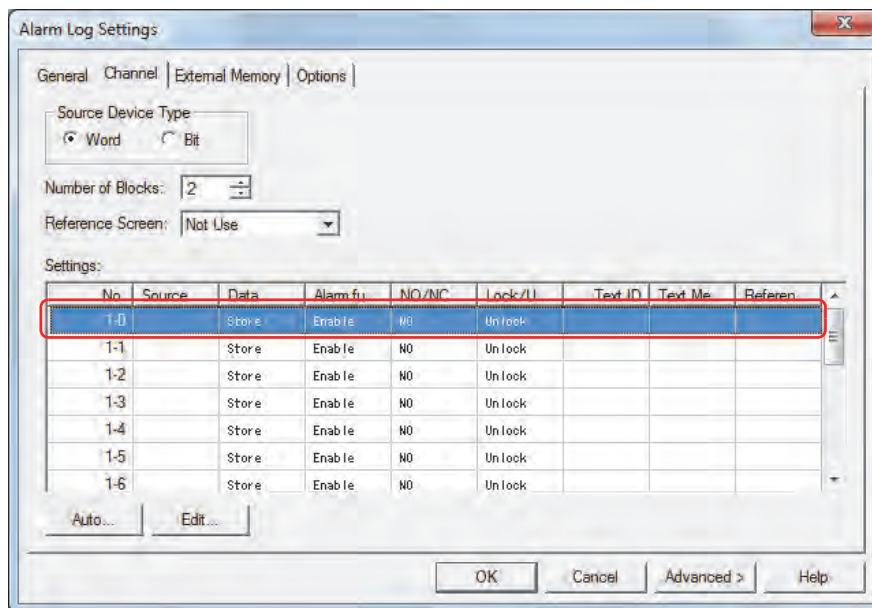 Alarm Log Settings
General Channel External Memory Options
Source Device Type
Word Bit
Number of Blocks: 2
Reference Screen: Not Use
Settings:
No. Source Data Alarm fu... NO/NC Lock/U... Text ID Text Me... Referen...
1-0 Store Enable NO Unlock
1-1 Store Enable NO Unlock
1-2 Store Enable NO Unlock
1-3 Store Enable NO Unlock
1-4 Store Enable NO Unlock
1-5 Store Enable NO Unlock
1-6 Store Enable NO Unlock
Auto... Edit...
OK Cancel Advanced > Help